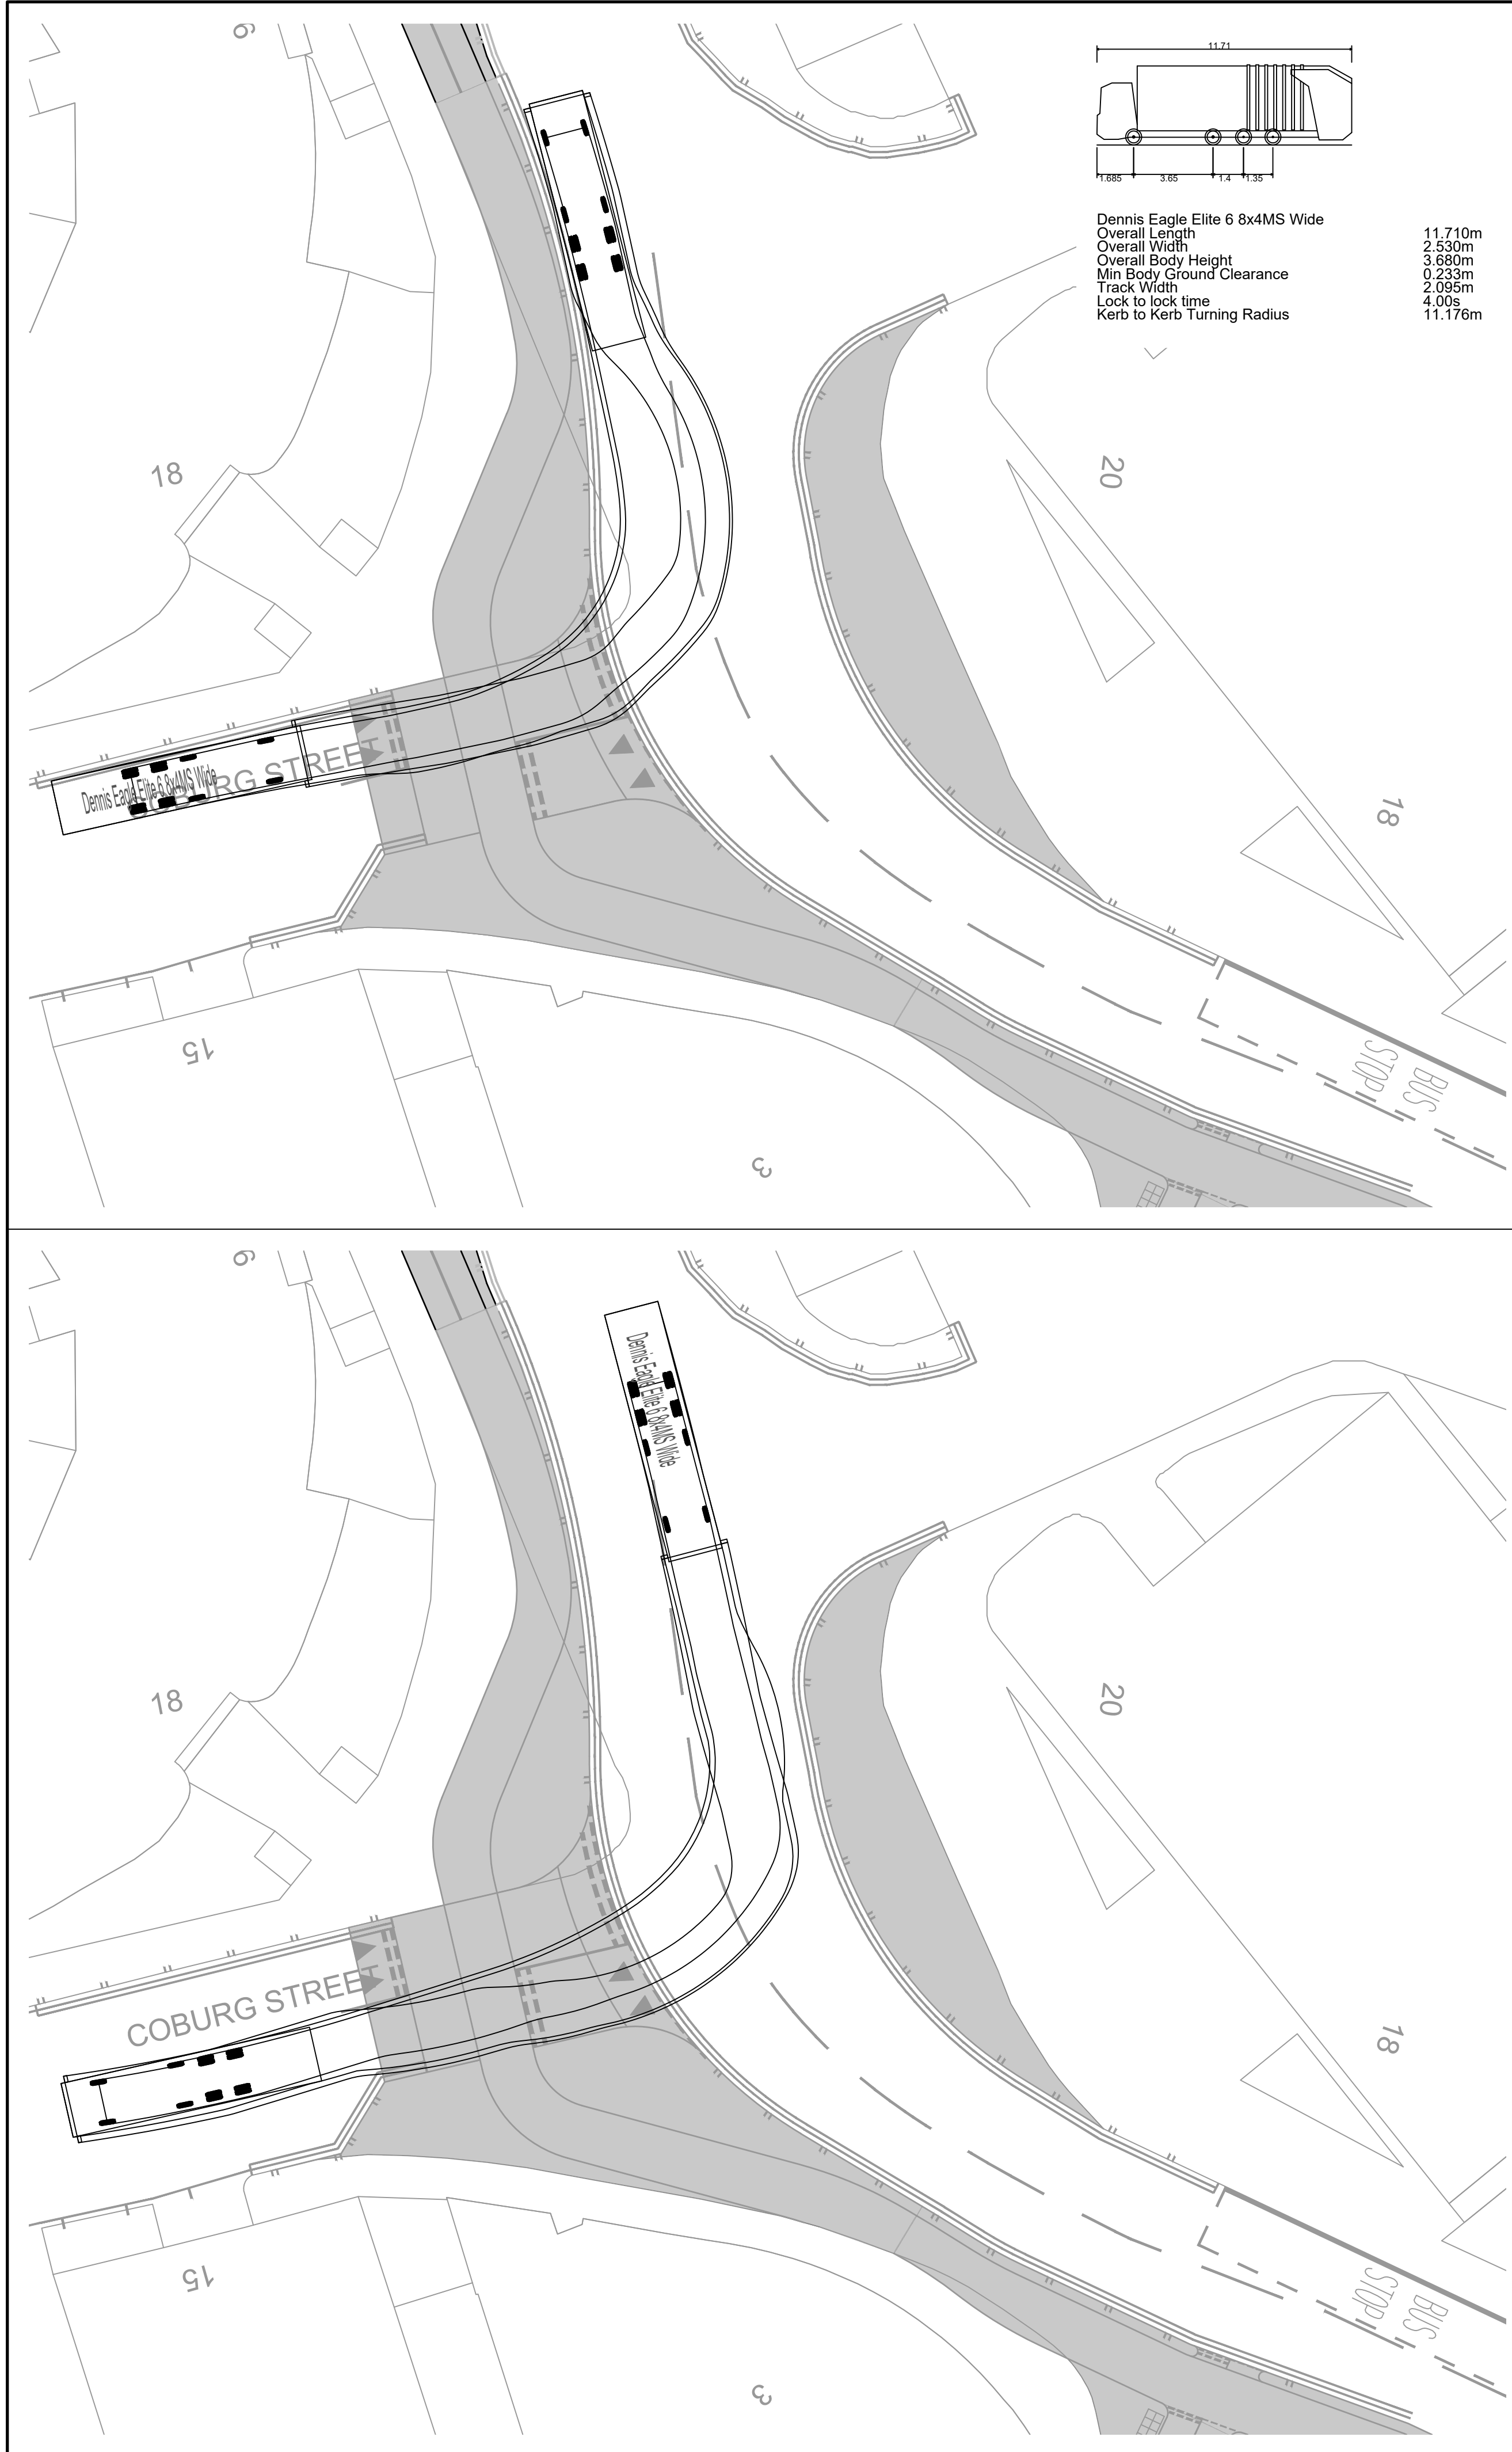 6
11.71
1.685 3.65 1.4 1.35
Dennis Eagle Elite 6 8x4MS Wide
Overall Length 11.710m
Overall Width 2.530m
Overall Body Height 3.680m
Min Body Ground Clearance 0.233m
Track Width 2.095m
Lock to lock time 4.00s
Kerb to Kerb Turning Radius 11.176m
18
20
COBURG STREET
Dennis Eagle Elite 6 8x4MS Wide
18
15
BUS
STOP
3
6
Dennis Eagle Elite 6 8x4MS Wide
18
20
COBURG STREET
18
15
BUS
STOP
3